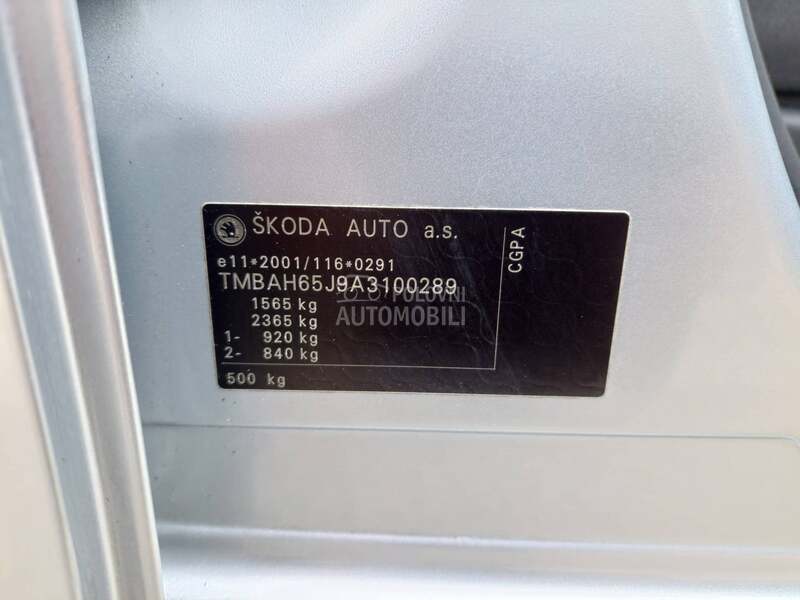 ŠKODA AUTO a.s.
e11*2001/116*0291
TMBAH65J9A3100289
1565 kg
2365 kg
1- 920 kg
2- 840 kg
500 kg
CGPA
POLOVNI
AUTOMOBILI